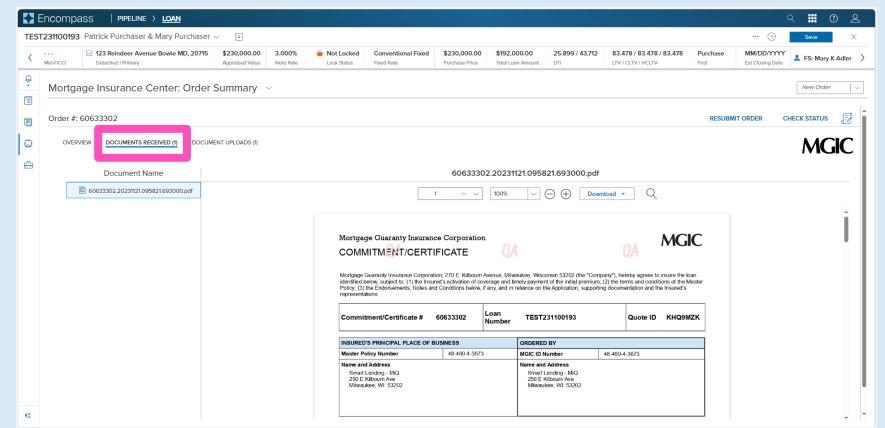 Encompass® | PIPELINE > LOAN
TEST231100193 Patrick Purchaser & Mary Purchaser
Save
--- 123 Reindeer Avenue Bowie MD, 20715 $230,000.00 3.000% Not Locked Conventional Fixed $230,000.00 $192,000.00 25.899 / 43.712 83.478 / 83.478 / 83.478 Purchase MM/DD/YYYY FS: Mary K Adler
Mid-FICO Detached | Primary Appraised Value Note Rate Lock Status Fixed Rate Purchase Price Total Loan Amount DTI LTV / CLTV / HCLTV First Est Closing Date
Mortgage Insurance Center: Order Summary New Order
Order #: 60633302 RESUBMIT ORDER CHECK STATUS
OVERVIEW DOCUMENTS RECEIVED (1) DOCUMENT UPLOADS (1) MGIC
Document Name 60633302.20231121.095821.693000.pdf
60633302.20231121.095821.693000.pdf 1 100% Download
Mortgage Guaranty Insurance Corporation MGIC
COMMITMENT/CERTIFICATE QA QA QA
Mortgage Guaranty Insurance Corporation, 270 E. Kilbourn Avenue, Milwaukee, Wisconsin 53202 (the "Company"), hereby agrees to insure the loan
identified below, subject to: (1) the Insured's activation of coverage and timely payment of the initial premium; (2) the terms and conditions of the Master
Policy; (3) the Endorsements, Notes and Conditions below, if any, and in reliance on the Application, supporting documentation and the Insured's
representations.
Commitment/Certificate # 60633302 Loan Number TEST231100193 Quote ID KHQ9MZK
INSURED'S PRINCIPAL PLACE OF BUSINESS ORDERED BY
Master Policy Number 48-460-4-3673 MGIC ID Number 48-460-4-3673
Name and Address Name and Address
Smart Lending - MiQ Smart Lending - MiQ
250 E Kilbourn Ave 250 E Kilbourn Ave
Milwaukee, WI 53202 Milwaukee, WI 53202